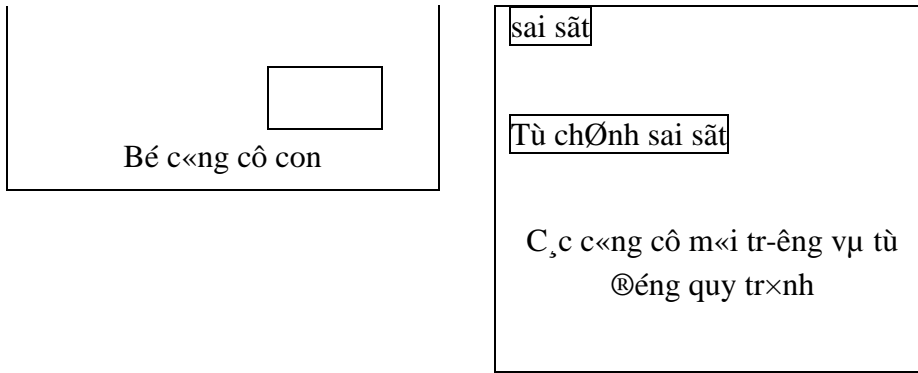 Bé c«ng cô con
sai sãt
Tù chØnh sai sãt
C¸c c«ng cô m«i tr-êng vµ tù
®éng quy tr×nh